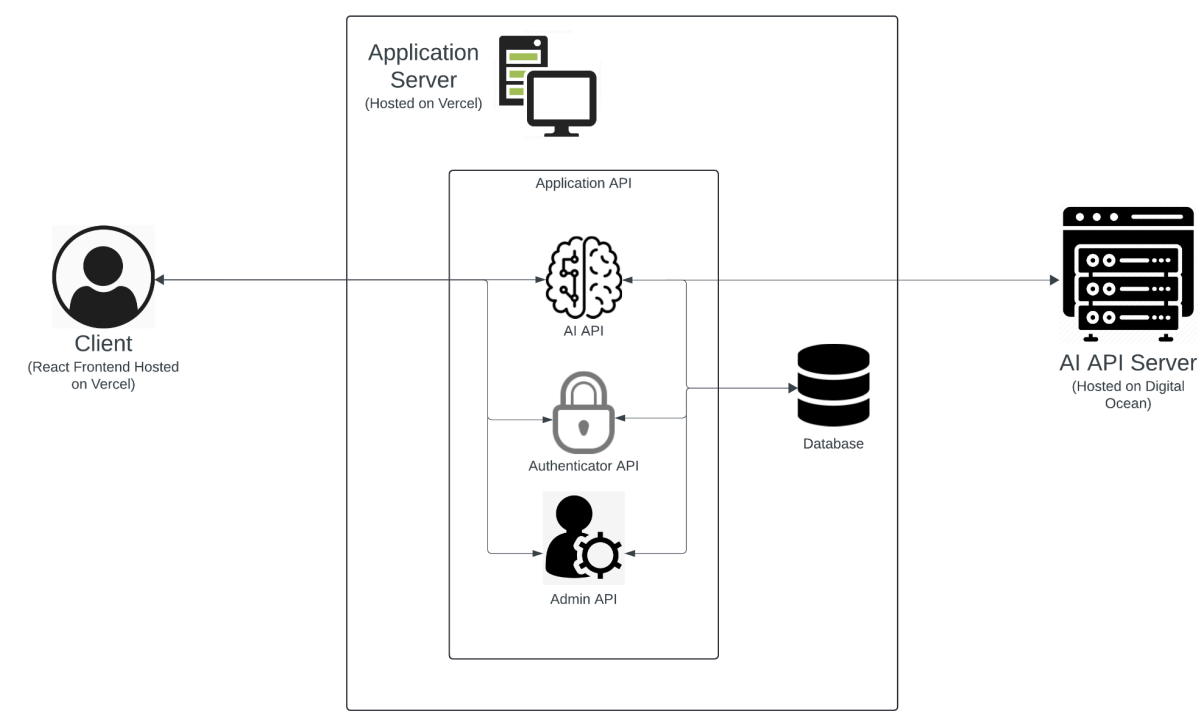 Application
Server
(Hosted on Vercel)
Application API
AI API
Client
(React Frontend Hosted
on Vercel)
AI API Server
(Hosted on Digital
Ocean)
Database
Authenticator API
Admin API